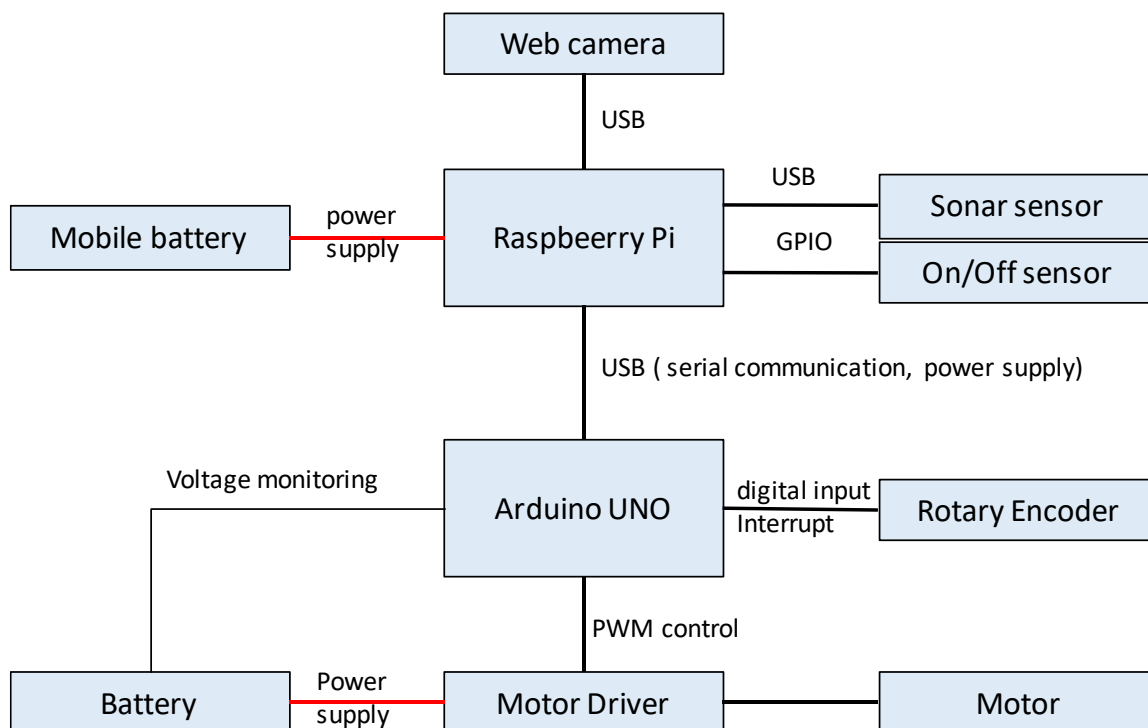 Web camera
USB
USB
Sonar sensor
power
supply
Mobile battery
Raspbeerry Pi
GPIO
On/Off sensor
USB ( serial communication, power supply)
Voltage monitoring
Arduino UNO
digital input
Interrupt
Rotary Encoder
PWM control
Battery
Power
supply
Motor Driver
Motor